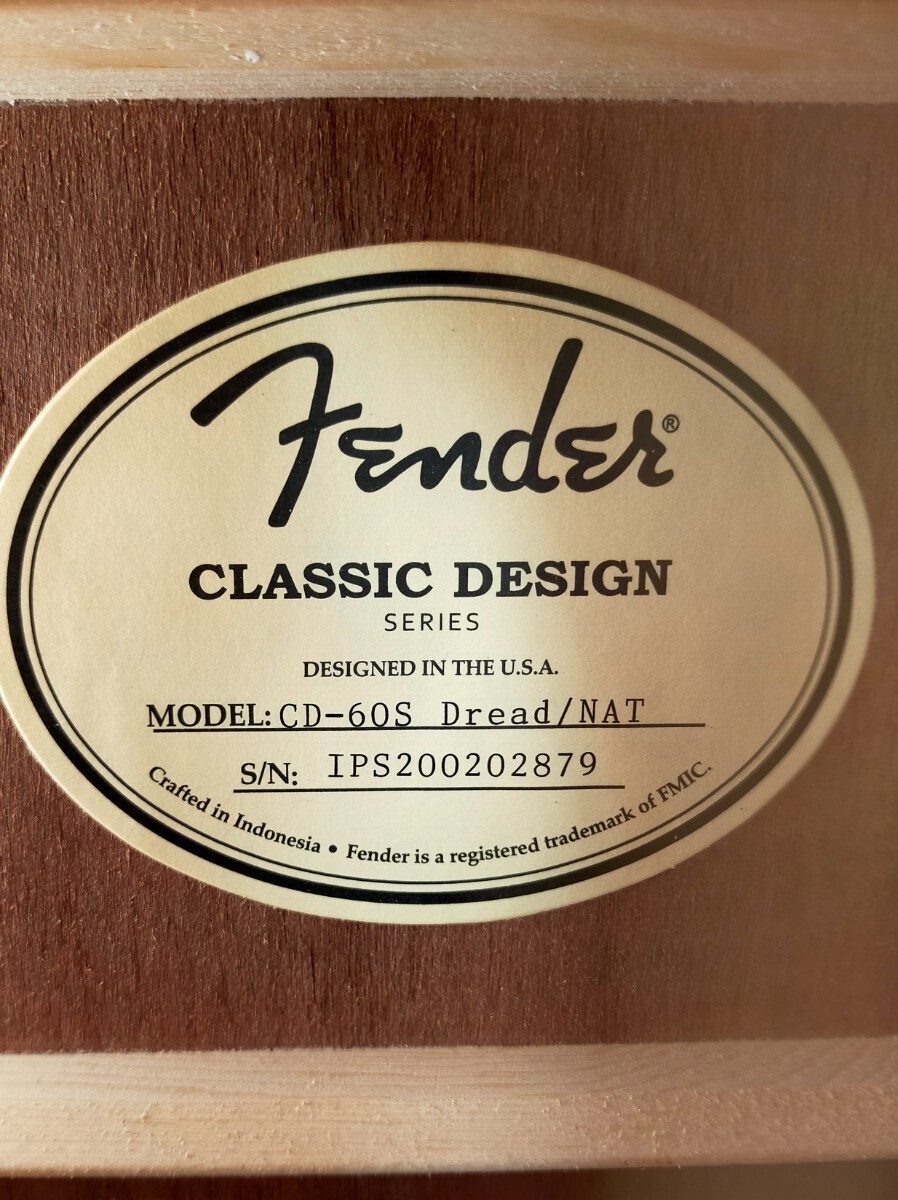 Fender®
CLASSIC DESIGN
SERIES
DESIGNED IN THE U.S.A.
MODEL: CD-60S Dread/NAT
S/N: IPS200202879
Crafted in Indonesia • Fender is a registered trademark of FMIC.